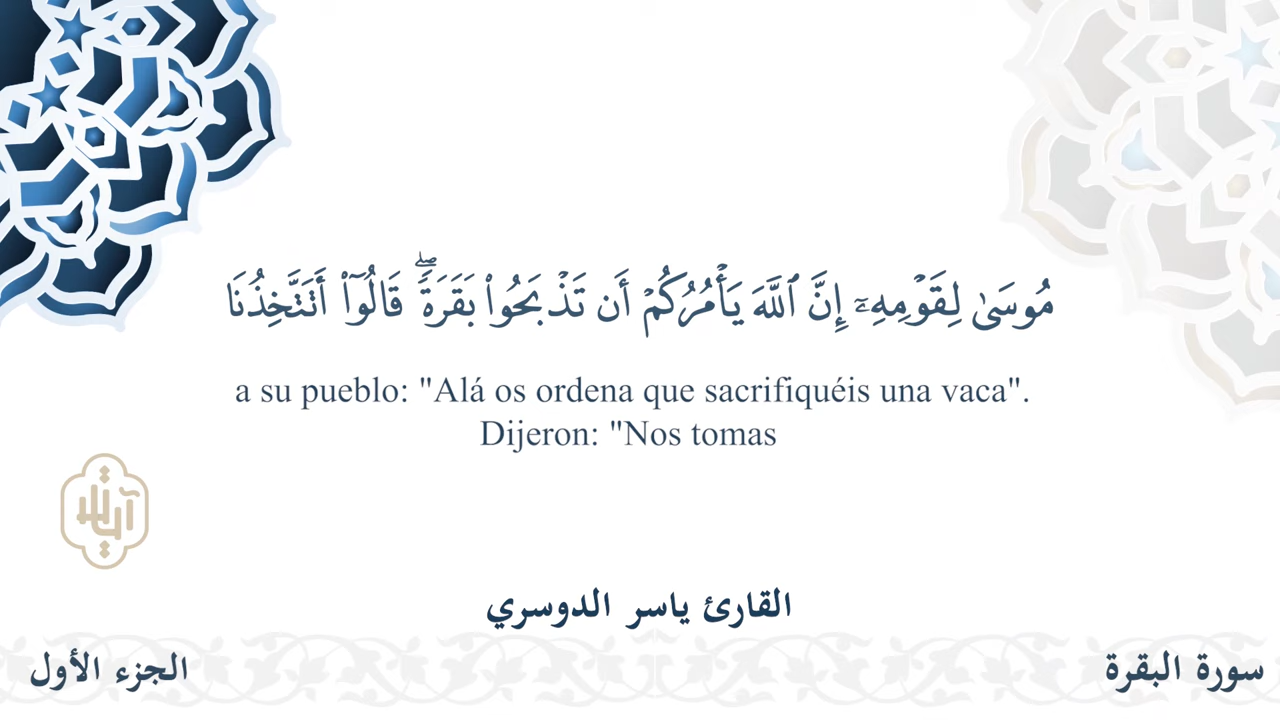 مُوسَىٰ لِقَوْمِهِۦٓ إِنَّ ٱللَّهَ يَأْمُرُكُمْ أَن تَذْبَحُوا۟ بَقَرَةً ۖ قَالُوٓا۟ أَتَتَّخِذُنَا
a su pueblo: "Alá os ordena que sacrifiquéis una vaca".
Dijeron: "Nos tomas
القارئ ياسر الدوسري
سورة البقرة
الجزء الأول